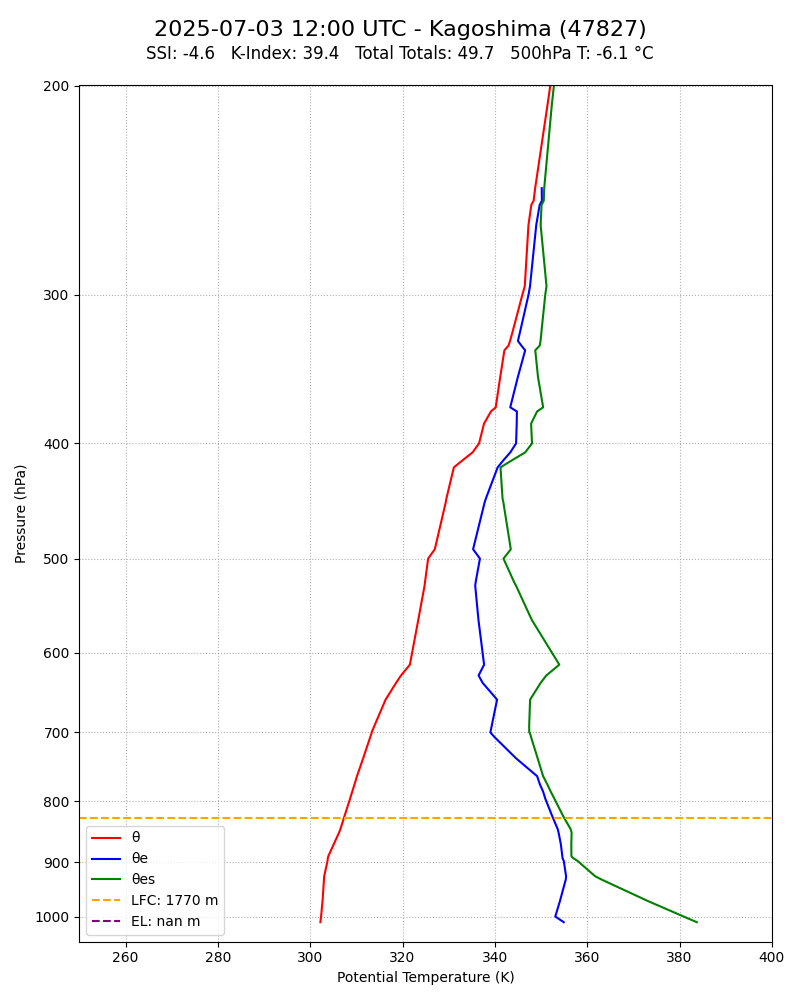 2025-07-03 12:00 UTC - Kagoshima (47827)
SSI: -4.6   K-Index: 39.4   Total Totals: 49.7   500hPa T: -6.1 °C
200
300
400
500
600
700
800
900
1000
Pressure (hPa)
θ
θe
θes
LFC: 1770 m
EL: nan m
260
280
300
320
340
360
380
400
Potential Temperature (K)